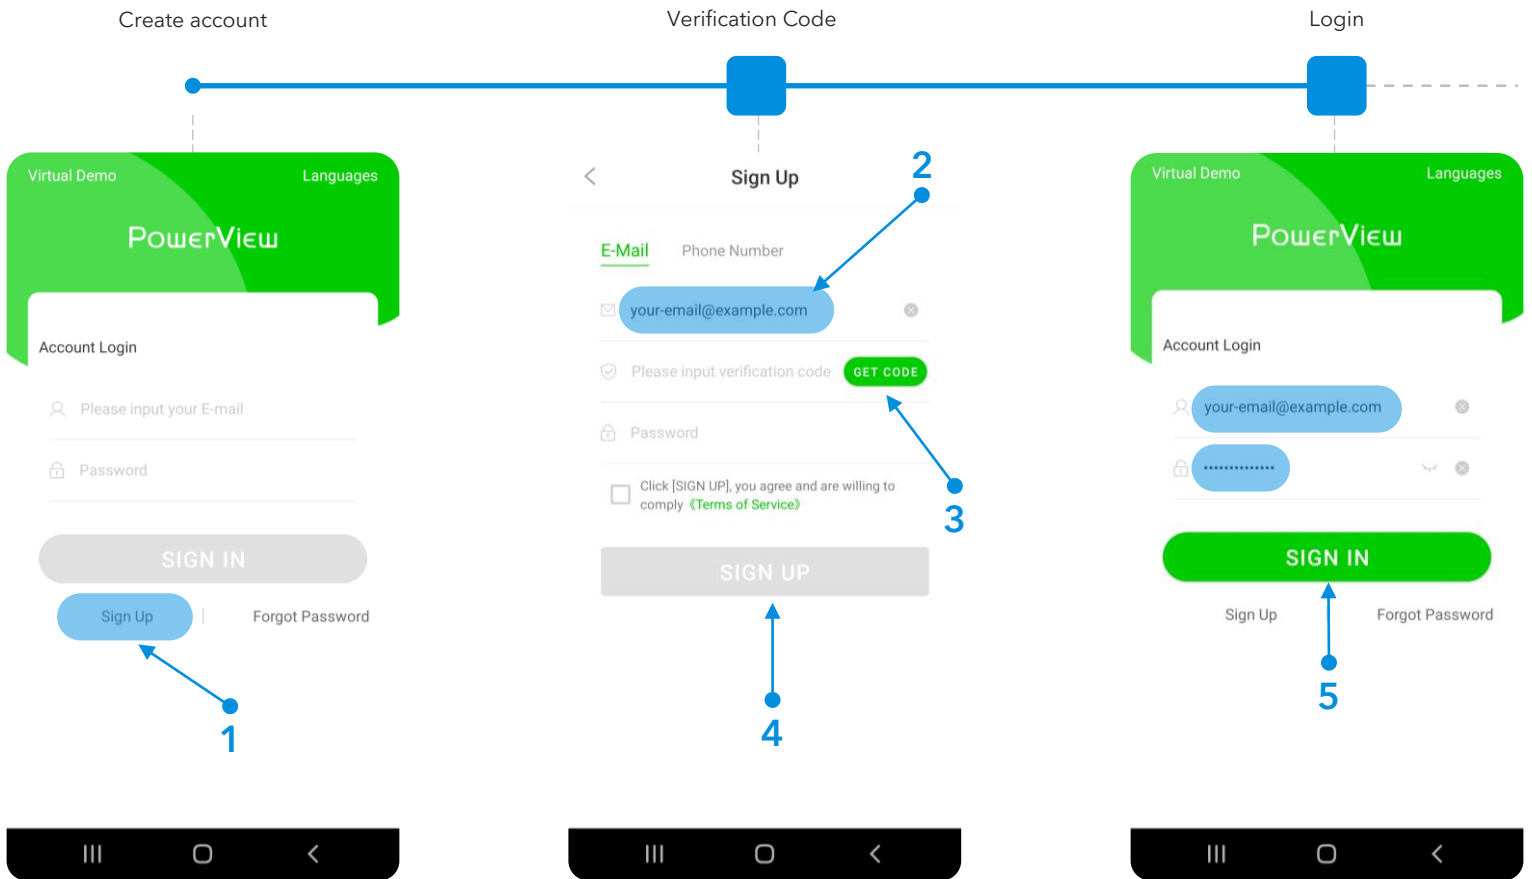 Create account
Verification Code
Login
Virtual Demo
Languages
PowerView
Account Login
Please input your E-mail
Password
SIGN IN
Sign Up
Forgot Password
1
Sign Up
2
E-Mail
Phone Number
your-email@example.com
Please input verification code
GET CODE
Password
Click [SIGN UP], you agree and are willing to
comply 《Terms of Service》
3
SIGN UP
4
Virtual Demo
Languages
PowerView
Account Login
your-email@example.com
••••••••••••••
SIGN IN
Sign Up
Forgot Password
5